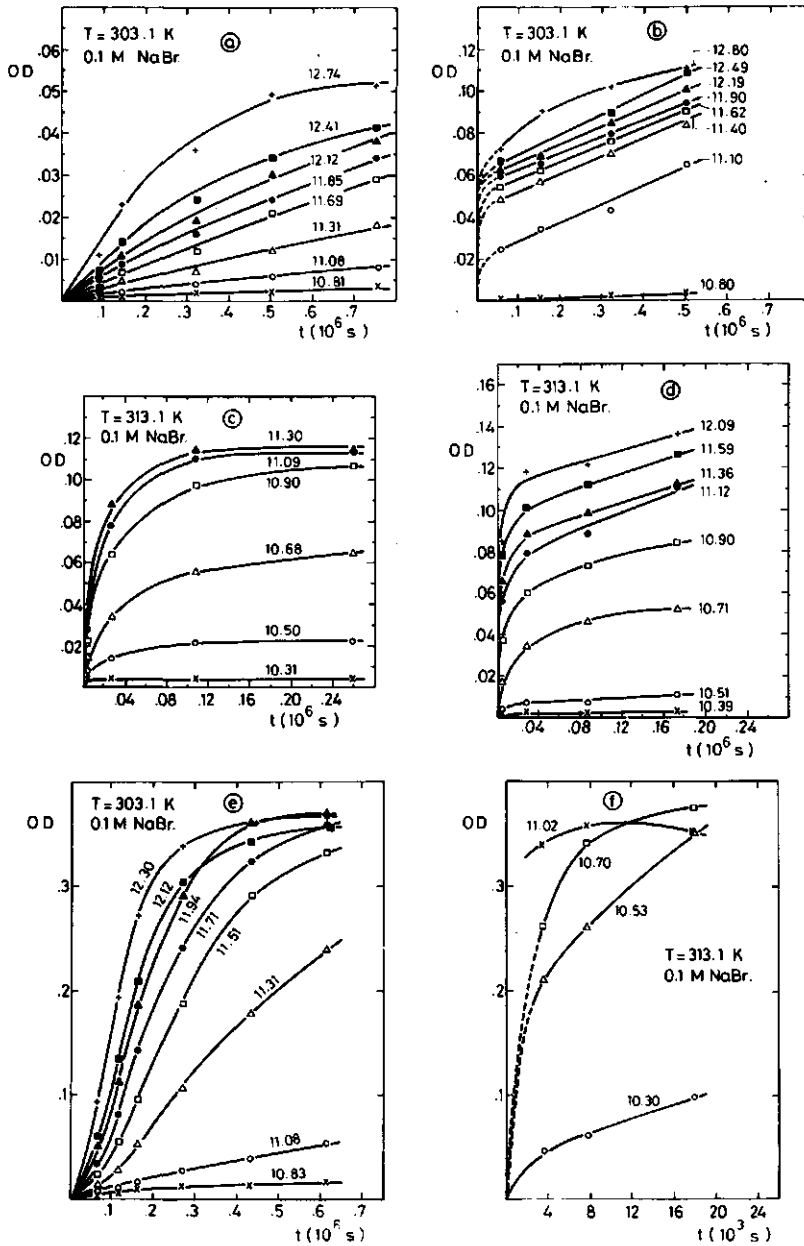 ⓐ
T = 303.1 K
0.1 M NaBr.
OD
.07
.06
.05
.04
.03
.02
.01
12.74
12.41
12.12
11.85
11.69
11.31
11.08
10.81
.1 .2 .3 .4 .5 .6 .7
t (10⁶ s)
ⓑ
T = 303.1 K
0.1 M NaBr.
OD
.14
.12
.10
.08
.06
.04
.02
12.80
12.49
12.19
11.90
11.62
11.40
11.10
10.80
.1 .2 .3 .4 .5 .6 .7
t (10⁶ s)
ⓒ
T = 313.1 K
0.1 M NaBr.
OD
.12
.10
.08
.06
.04
.02
11.30
11.09
10.90
10.68
10.50
10.31
.04 .08 .12 .16 .20 .24
t (10⁶ s)
ⓓ
T = 313.1 K
0.1 M NaBr.
OD
.16
.14
.12
.10
.08
.06
.04
.02
12.09
11.59
11.36
11.12
10.90
10.71
10.51
10.39
.04 .08 .12 .16 .20 .24
t (10⁶ s)
ⓔ
T = 303.1 K
0.1 M NaBr.
OD
.3
.2
.1
12.30
12.12
11.94
11.71
11.51
11.31
11.08
10.83
.1 .2 .3 .4 .5 .6 .7
t (10⁶ s)
ⓕ
OD
.3
.2
.1
11.02
10.70
10.53
T = 313.1 K
0.1 M NaBr.
10.30
4 8 12 16 20 24
t (10³ s)